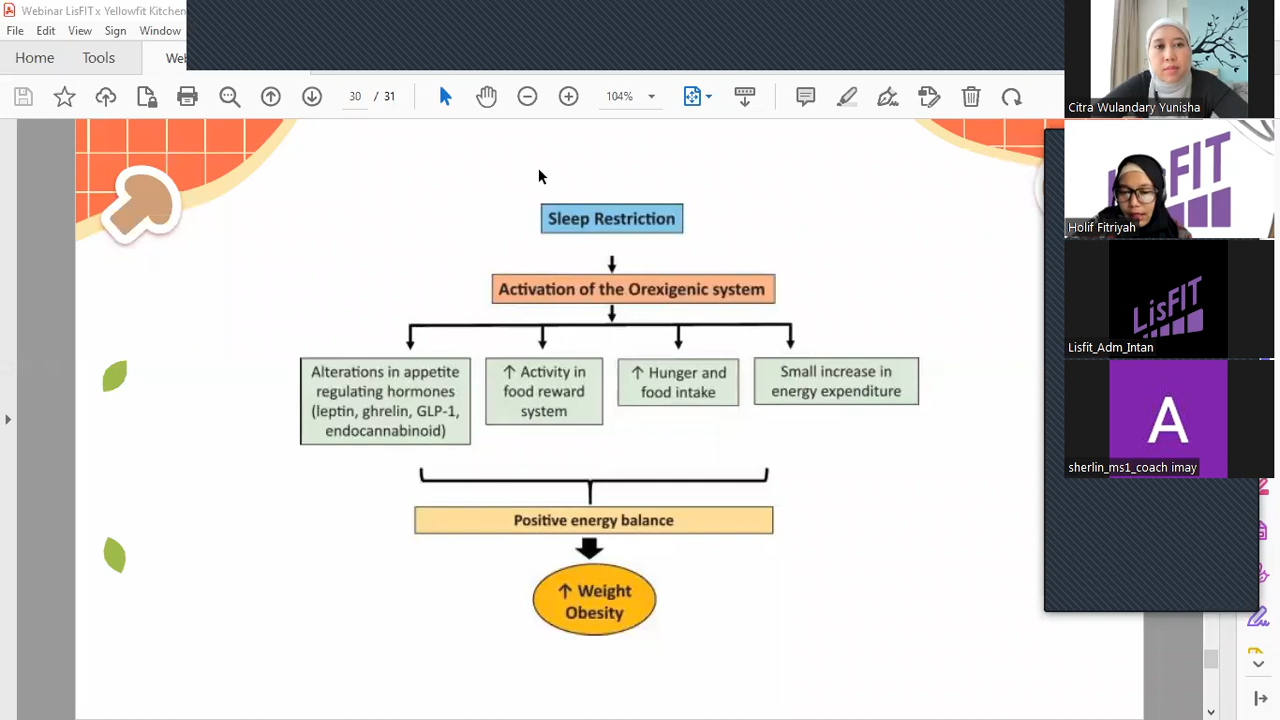 Webinar LisFIT x Yellowfit Kitchen
File Edit View Sign Window
Home Tools Web
30 / 31 104%
Sleep Restriction
Activation of the Orexigenic system
Alterations in appetite
regulating hormones
(leptin, ghrelin, GLP-1,
endocannabinoid)
↑ Activity in
food reward
system
↑ Hunger and
food intake
Small increase in
energy expenditure
Positive energy balance
↑ Weight
Obesity
Citra Wulandary Yunisha
FIT
Holif Fitriyah
LisFIT
Lisfit_Adm_Intan
A
sherlin_ms1_coach imay